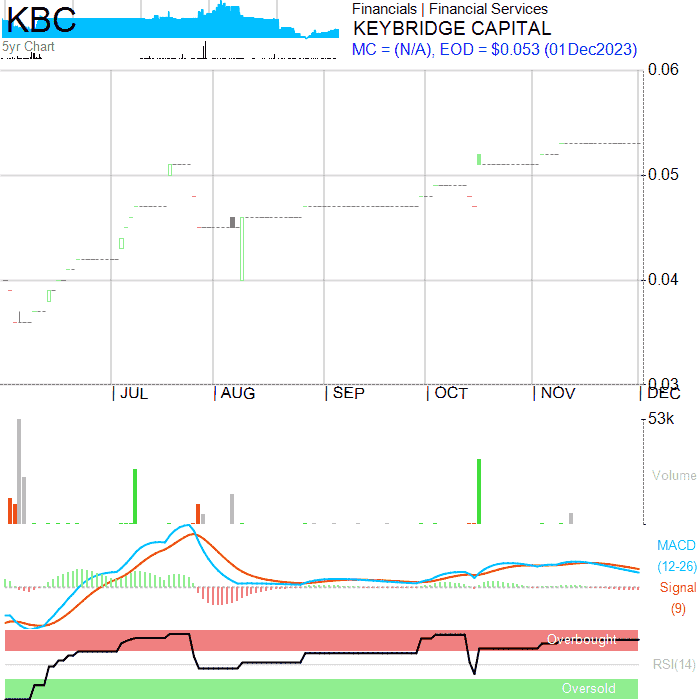 KBC
5yr Chart
Financials | Financial Services
KEYBRIDGE CAPITAL
MC = (N/A), EOD = $0.053 (01Dec2023)
0.06
0.05
0.04
0.03
| JUL | AUG | SEP | OCT | NOV | DEC
53k
Volume
MACD
(12-26)
Signal
(9)
Overbought
RSI(14)
Oversold